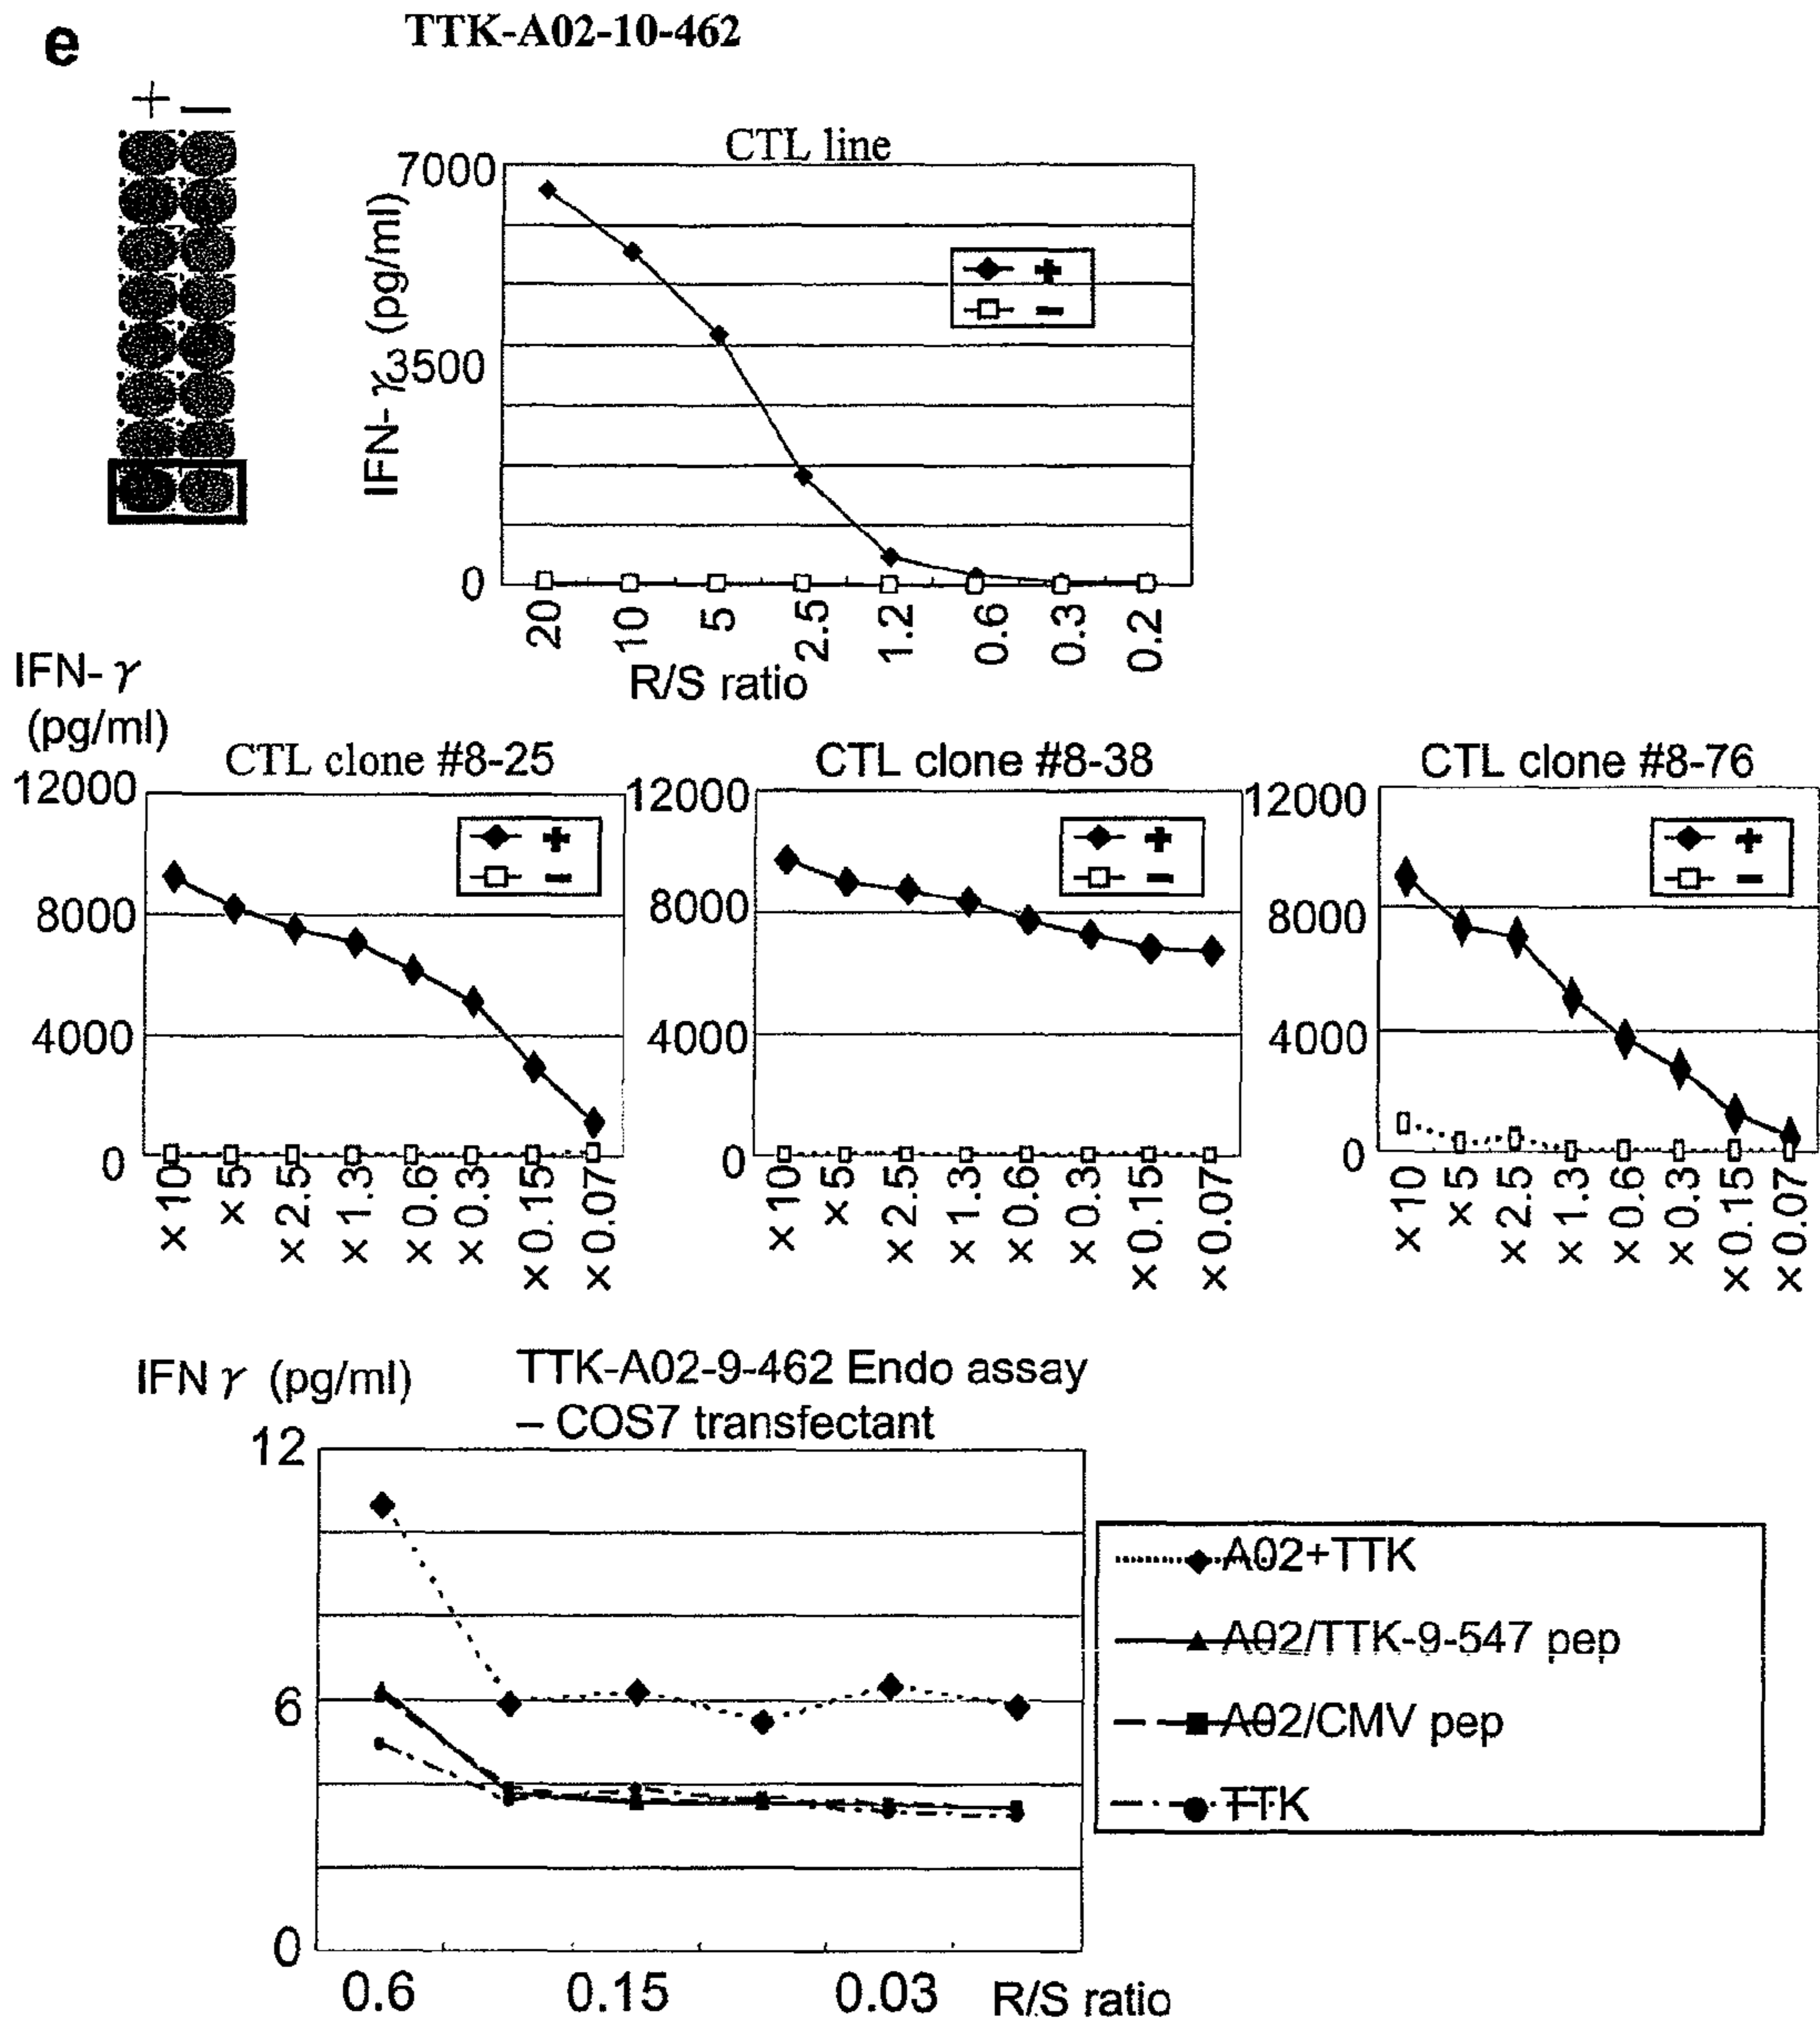 e
TTK-A02-10-462
+ −
CTL line
7000
3500
0
IFN-γ (pg/ml)
+
−
20 10 5 2.5 1.2 0.6 0.3 0.2
R/S ratio
IFN-γ
(pg/ml)
CTL clone #8-25
12000
8000
4000
0
+
−
×10 ×5 ×2.5 ×1.3 ×0.6 ×0.3 ×0.15 ×0.07
CTL clone #8-38
12000
8000
4000
0
+
−
×10 ×5 ×2.5 ×1.3 ×0.6 ×0.3 ×0.15 ×0.07
CTL clone #8-76
12000
8000
4000
0
+
−
×10 ×5 ×2.5 ×1.3 ×0.6 ×0.3 ×0.15 ×0.07
IFNγ (pg/ml)
TTK-A02-9-462 Endo assay
– COS7 transfectant
12
6
0
A02+TTK
A02/TTK-9-547 pep
A02/CMV pep
TTK
0.6 0.15 0.03
R/S ratio